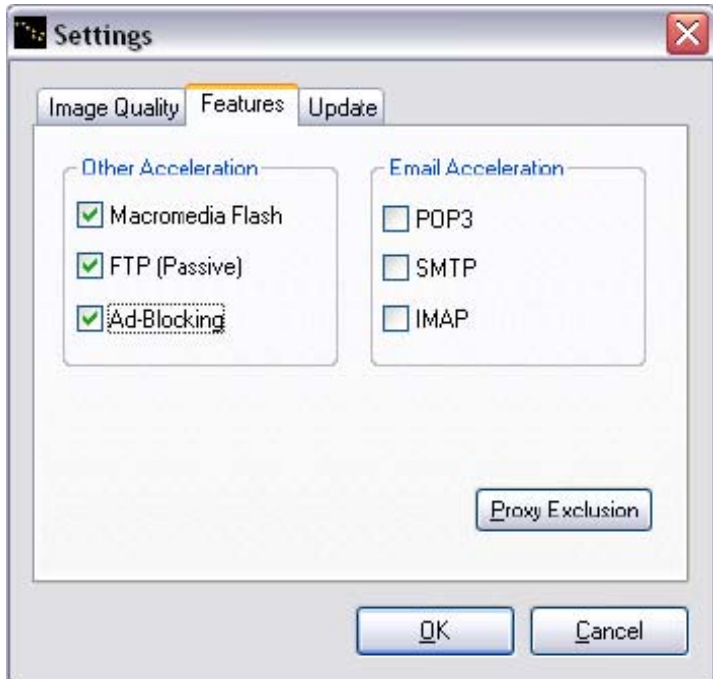 Settings
Image Quality Features Update
Other Acceleration
Macromedia Flash
FTP (Passive)
Ad-Blocking
Email Acceleration
POP3
SMTP
IMAP
Proxy Exclusion
OK Cancel